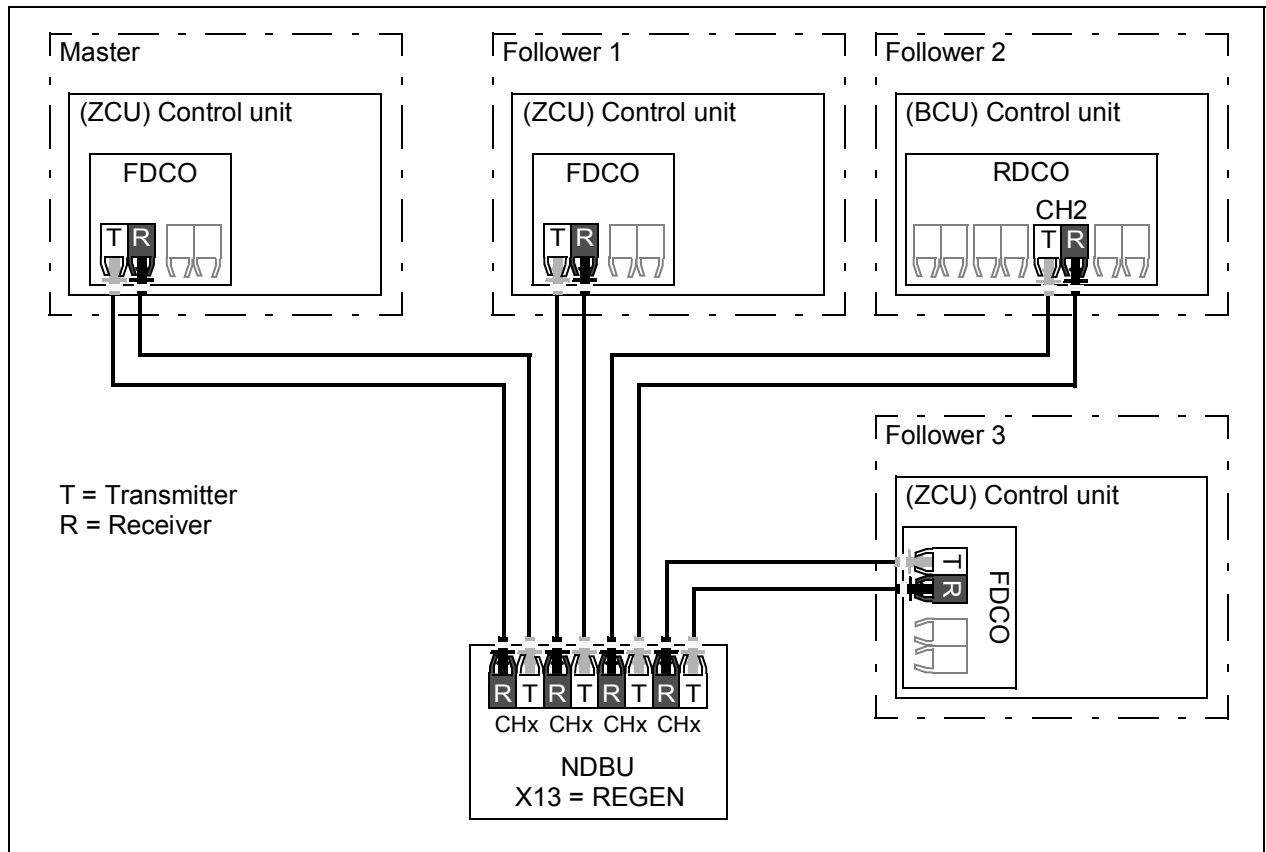 Master
(ZCU) Control unit
FDCO
T R
Follower 1
(ZCU) Control unit
FDCO
T R
Follower 2
(BCU) Control unit
RDCO
CH2
T R
T = Transmitter
R = Receiver
Follower 3
(ZCU) Control unit
T
R
FDCO
R T R T R T R T
CHx CHx CHx CHx
NDBU
X13 = REGEN